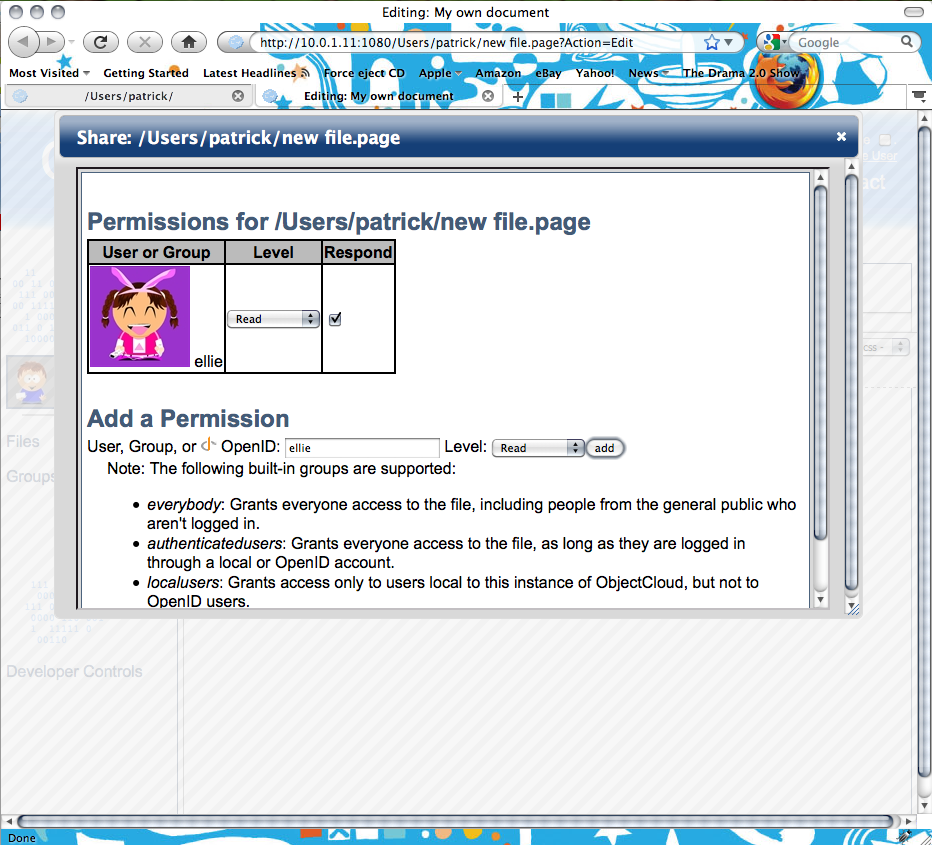 Editing: My own document
http://10.0.1.11:1080/Users/patrick/new file.page?Action=Edit
Google
Most Visited Getting Started Latest Headlines Force eject CD Apple Amazon eBay Yahoo! News The Drama 2.0 Show
/Users/patrick/ Editing: My own document
Share: /Users/patrick/new file.page
Permissions for /Users/patrick/new file.page
User or Group Level Respond
ellie Read
Add a Permission
User, Group, or OpenID: ellie Level: Read add
Note: The following built-in groups are supported:
• everybody: Grants everyone access to the file, including people from the general public who
aren't logged in.
• authenticatedusers: Grants everyone access to the file, as long as they are logged in
through a local or OpenID account.
• localusers: Grants access only to users local to this instance of ObjectCloud, but not to
OpenID users.
User
css-
Files
Groups
Developer Controls
Done